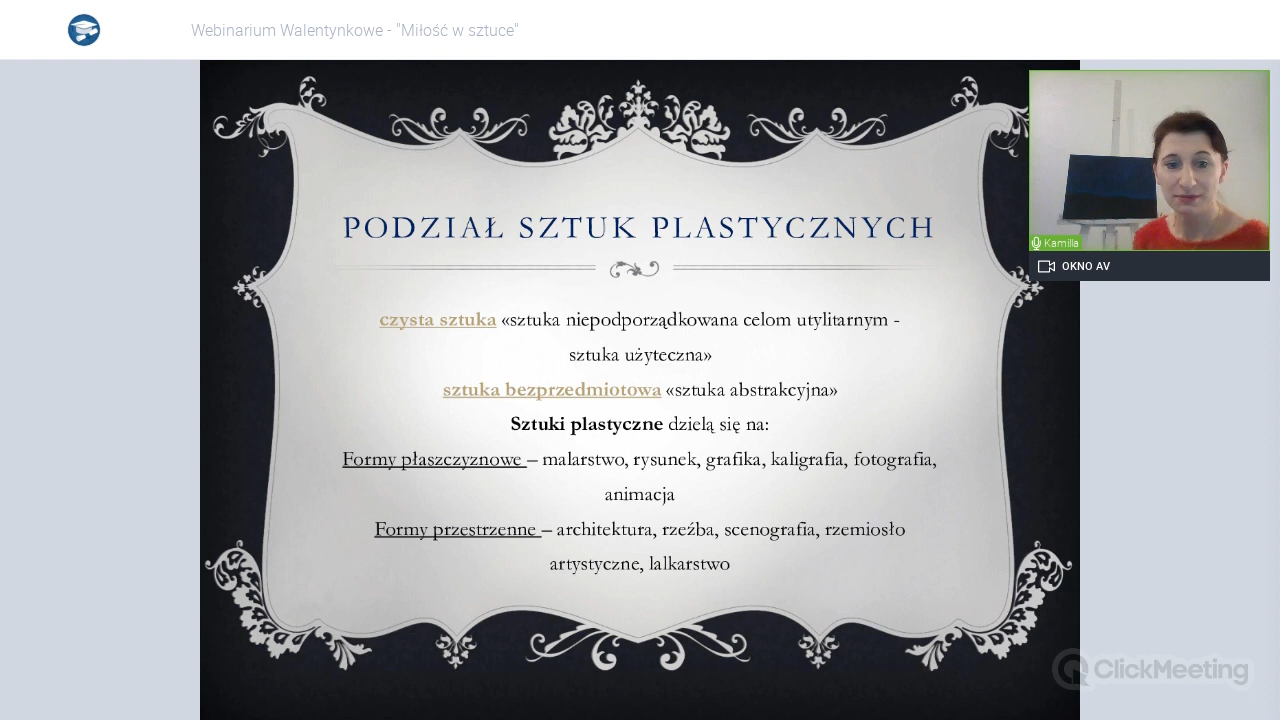 Webinarium Walentynkowe - "Miłość w sztuce"
PODZIAŁ SZTUK PLASTYCZNYCH
czysta sztuka «sztuka niepodporządkowana celom utylitarnym -
sztuka użyteczna»
sztuka bezprzedmiotowa «sztuka abstrakcyjna»
Sztuki plastyczne dzielą się na:
Formy płaszczyznowe – malarstwo, rysunek, grafika, kaligrafia, fotografia,
animacja
Formy przestrzenne – architektura, rzeźba, scenografia, rzemiosło
artystyczne, lalkarstwo
Kamilla
OKNO AV
ClickMeeting